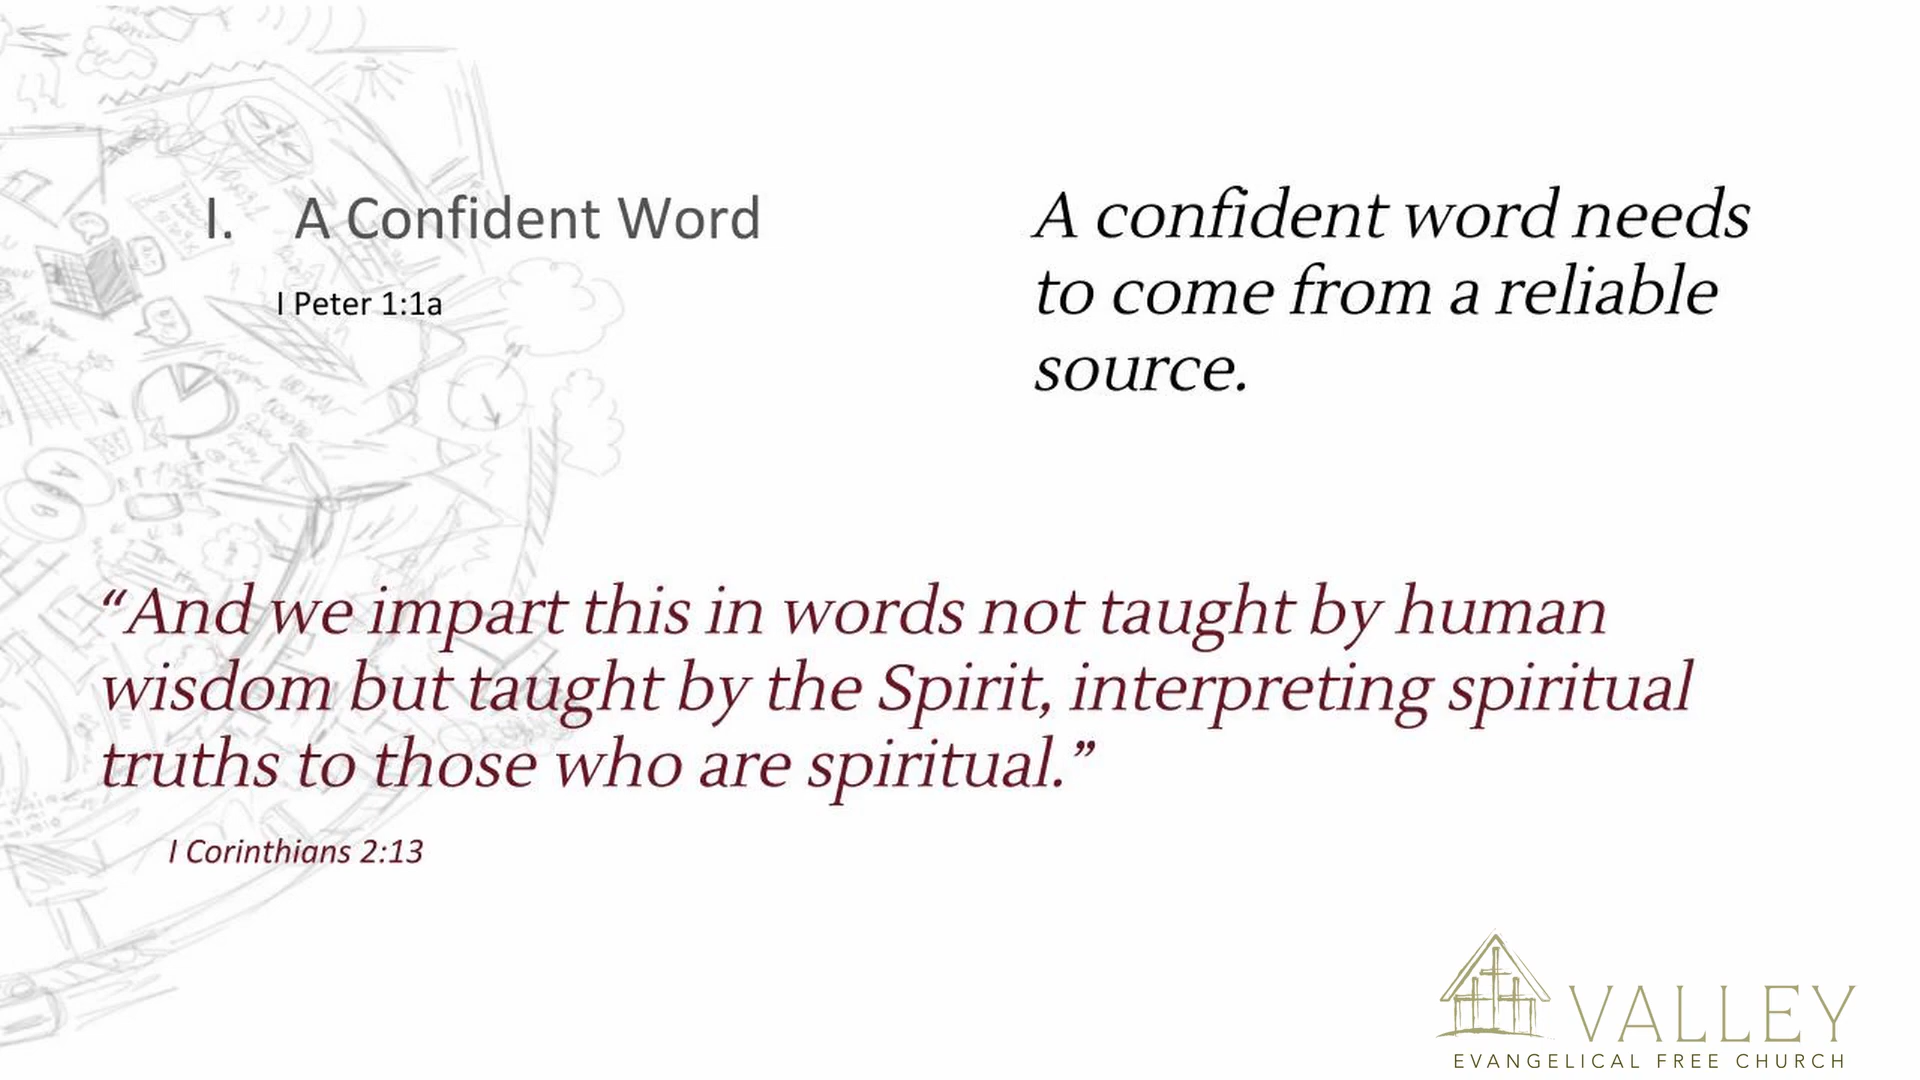 I. A Confident Word
I Peter 1:1a
A confident word needs
to come from a reliable
source.
“And we impart this in words not taught by human
wisdom but taught by the Spirit, interpreting spiritual
truths to those who are spiritual.”
I Corinthians 2:13
VALLEY
EVANGELICAL FREE CHURCH